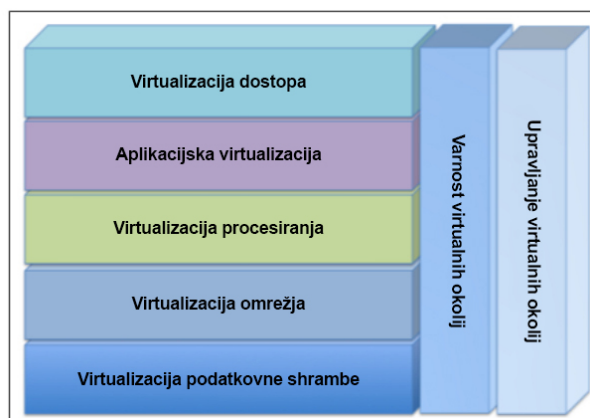 Virtualizacija dostopa
Aplikacijska virtualizacija
Virtualizacija procesiranja
Virtualizacija omrežja
Virtualizacija podatkovne shrambe
Varnost virtualnih okolij
Upravljanje virtualnih okolij